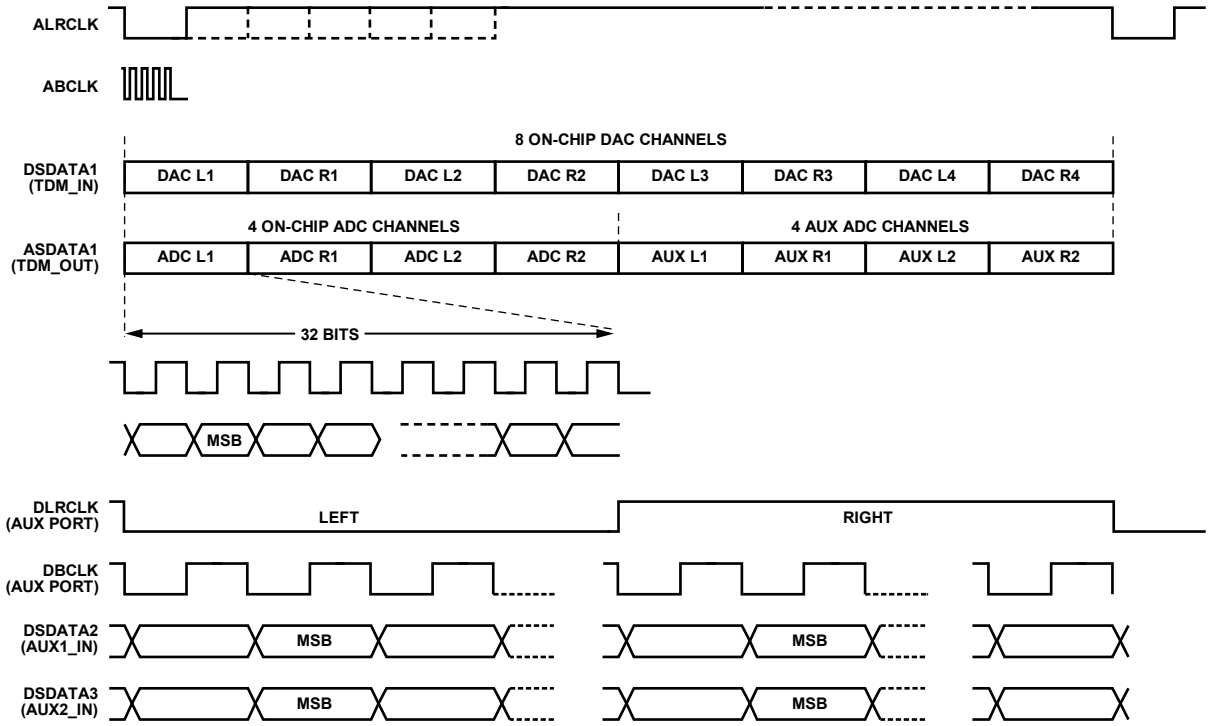 ALRCLK
ABCLK
8 ON-CHIP DAC CHANNELS
DSDATA1
(TDM_IN)
DAC L1 DAC R1 DAC L2 DAC R2 DAC L3 DAC R3 DAC L4 DAC R4
4 ON-CHIP ADC CHANNELS 4 AUX ADC CHANNELS
ASDATA1
(TDM_OUT)
ADC L1 ADC R1 ADC L2 ADC R2 AUX L1 AUX R1 AUX L2 AUX R2
32 BITS
MSB
DLRCLK
(AUX PORT)
LEFT RIGHT
DBCLK
(AUX PORT)
DSDATA2
(AUX1_IN)
MSB MSB
DSDATA3
(AUX2_IN)
MSB MSB